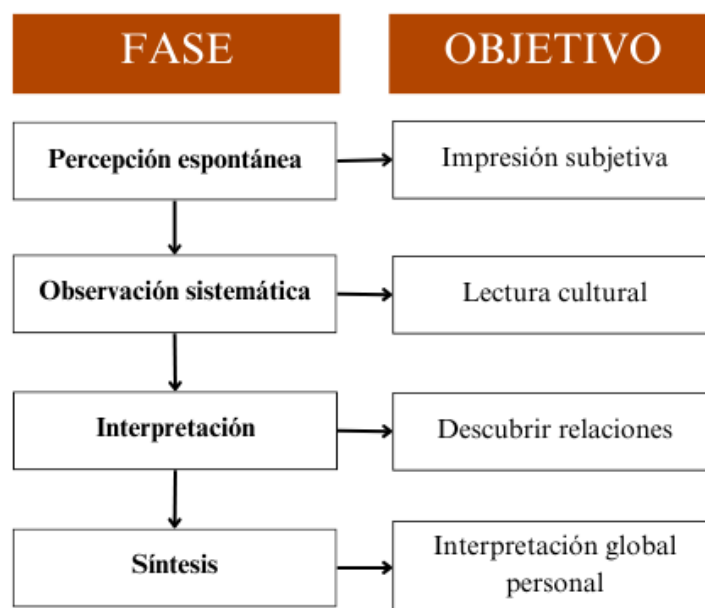 FASE
OBJETIVO
Percepción espontánea
Impresión subjetiva
Observación sistemática
Lectura cultural
Interpretación
Descubrir relaciones
Síntesis
Interpretación global
personal